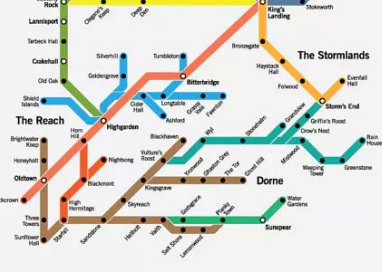 Rock
Clegane's
Keep
Deep
Den
King's
Landing
Stokeworth
Lannisport
Tarbeck Hall
Crakehall
Old Oak
Silverhill
Goldengrove
Tumbleton
Bitterbridge
Bronzegate
Haystack
Hall
Felwood
The Stormlands
Evenfall
Hall
Storm's End
Shield
Islands
The Reach
Highgarden
Cider
Hall
Longtable
Ashford
Grassy
Vale
Fawnton
Grandview
Griffin's Roost
Crow's Nest
Stonehelm
Mistwood
Rain
House
Weeping
Tower
Greenstone
Brightwater
Keep
Horn
Hill
Honeyholt
Nightsong
Oldtown
Blackmont
Blackhaven
Vulture's
Roost
Wyl
Yronwood
Ghaston Grey
The Tor
Ghost Hill
Kingsgrave
Dorne
High
Hermitage
Skyreach
Three
Towers
Sunflower
Hall
Starfall
Sandstone
Hellholt
Vaith
Godsgrace
Salt Shore
Lemonwood
Planky
Town
Water
Gardens
Sunspear